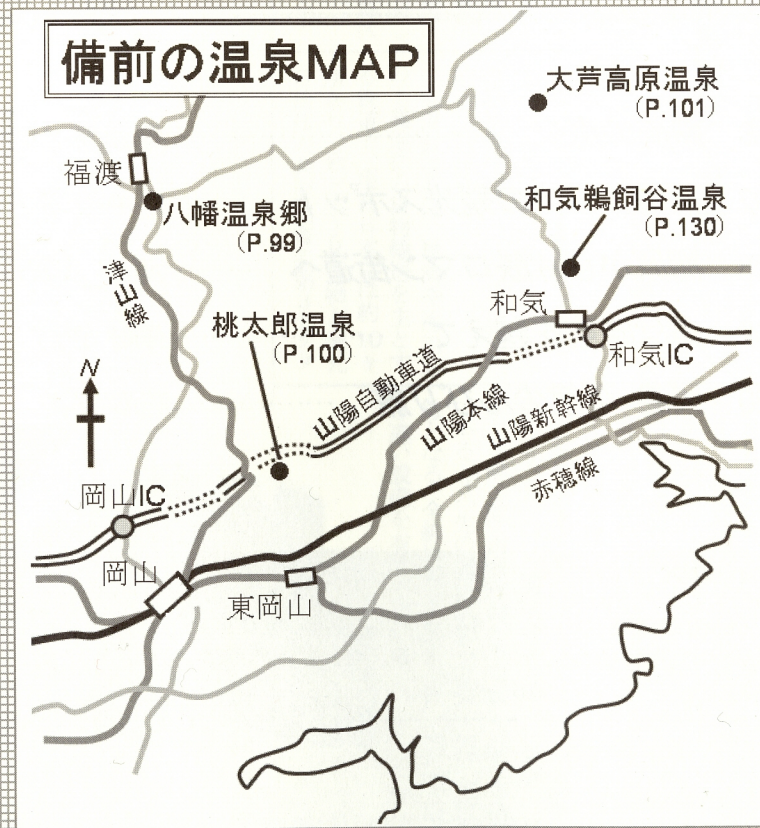 備前の温泉MAP
大芦高原温泉
(P.101)
福渡
八幡温泉郷
(P.99)
和気鵜飼谷温泉
(P.130)
津山線
桃太郎温泉
(P.100)
和気
和気IC
N
山陽自動車道
山陽本線
山陽新幹線
赤穂線
岡山IC
岡山
東岡山